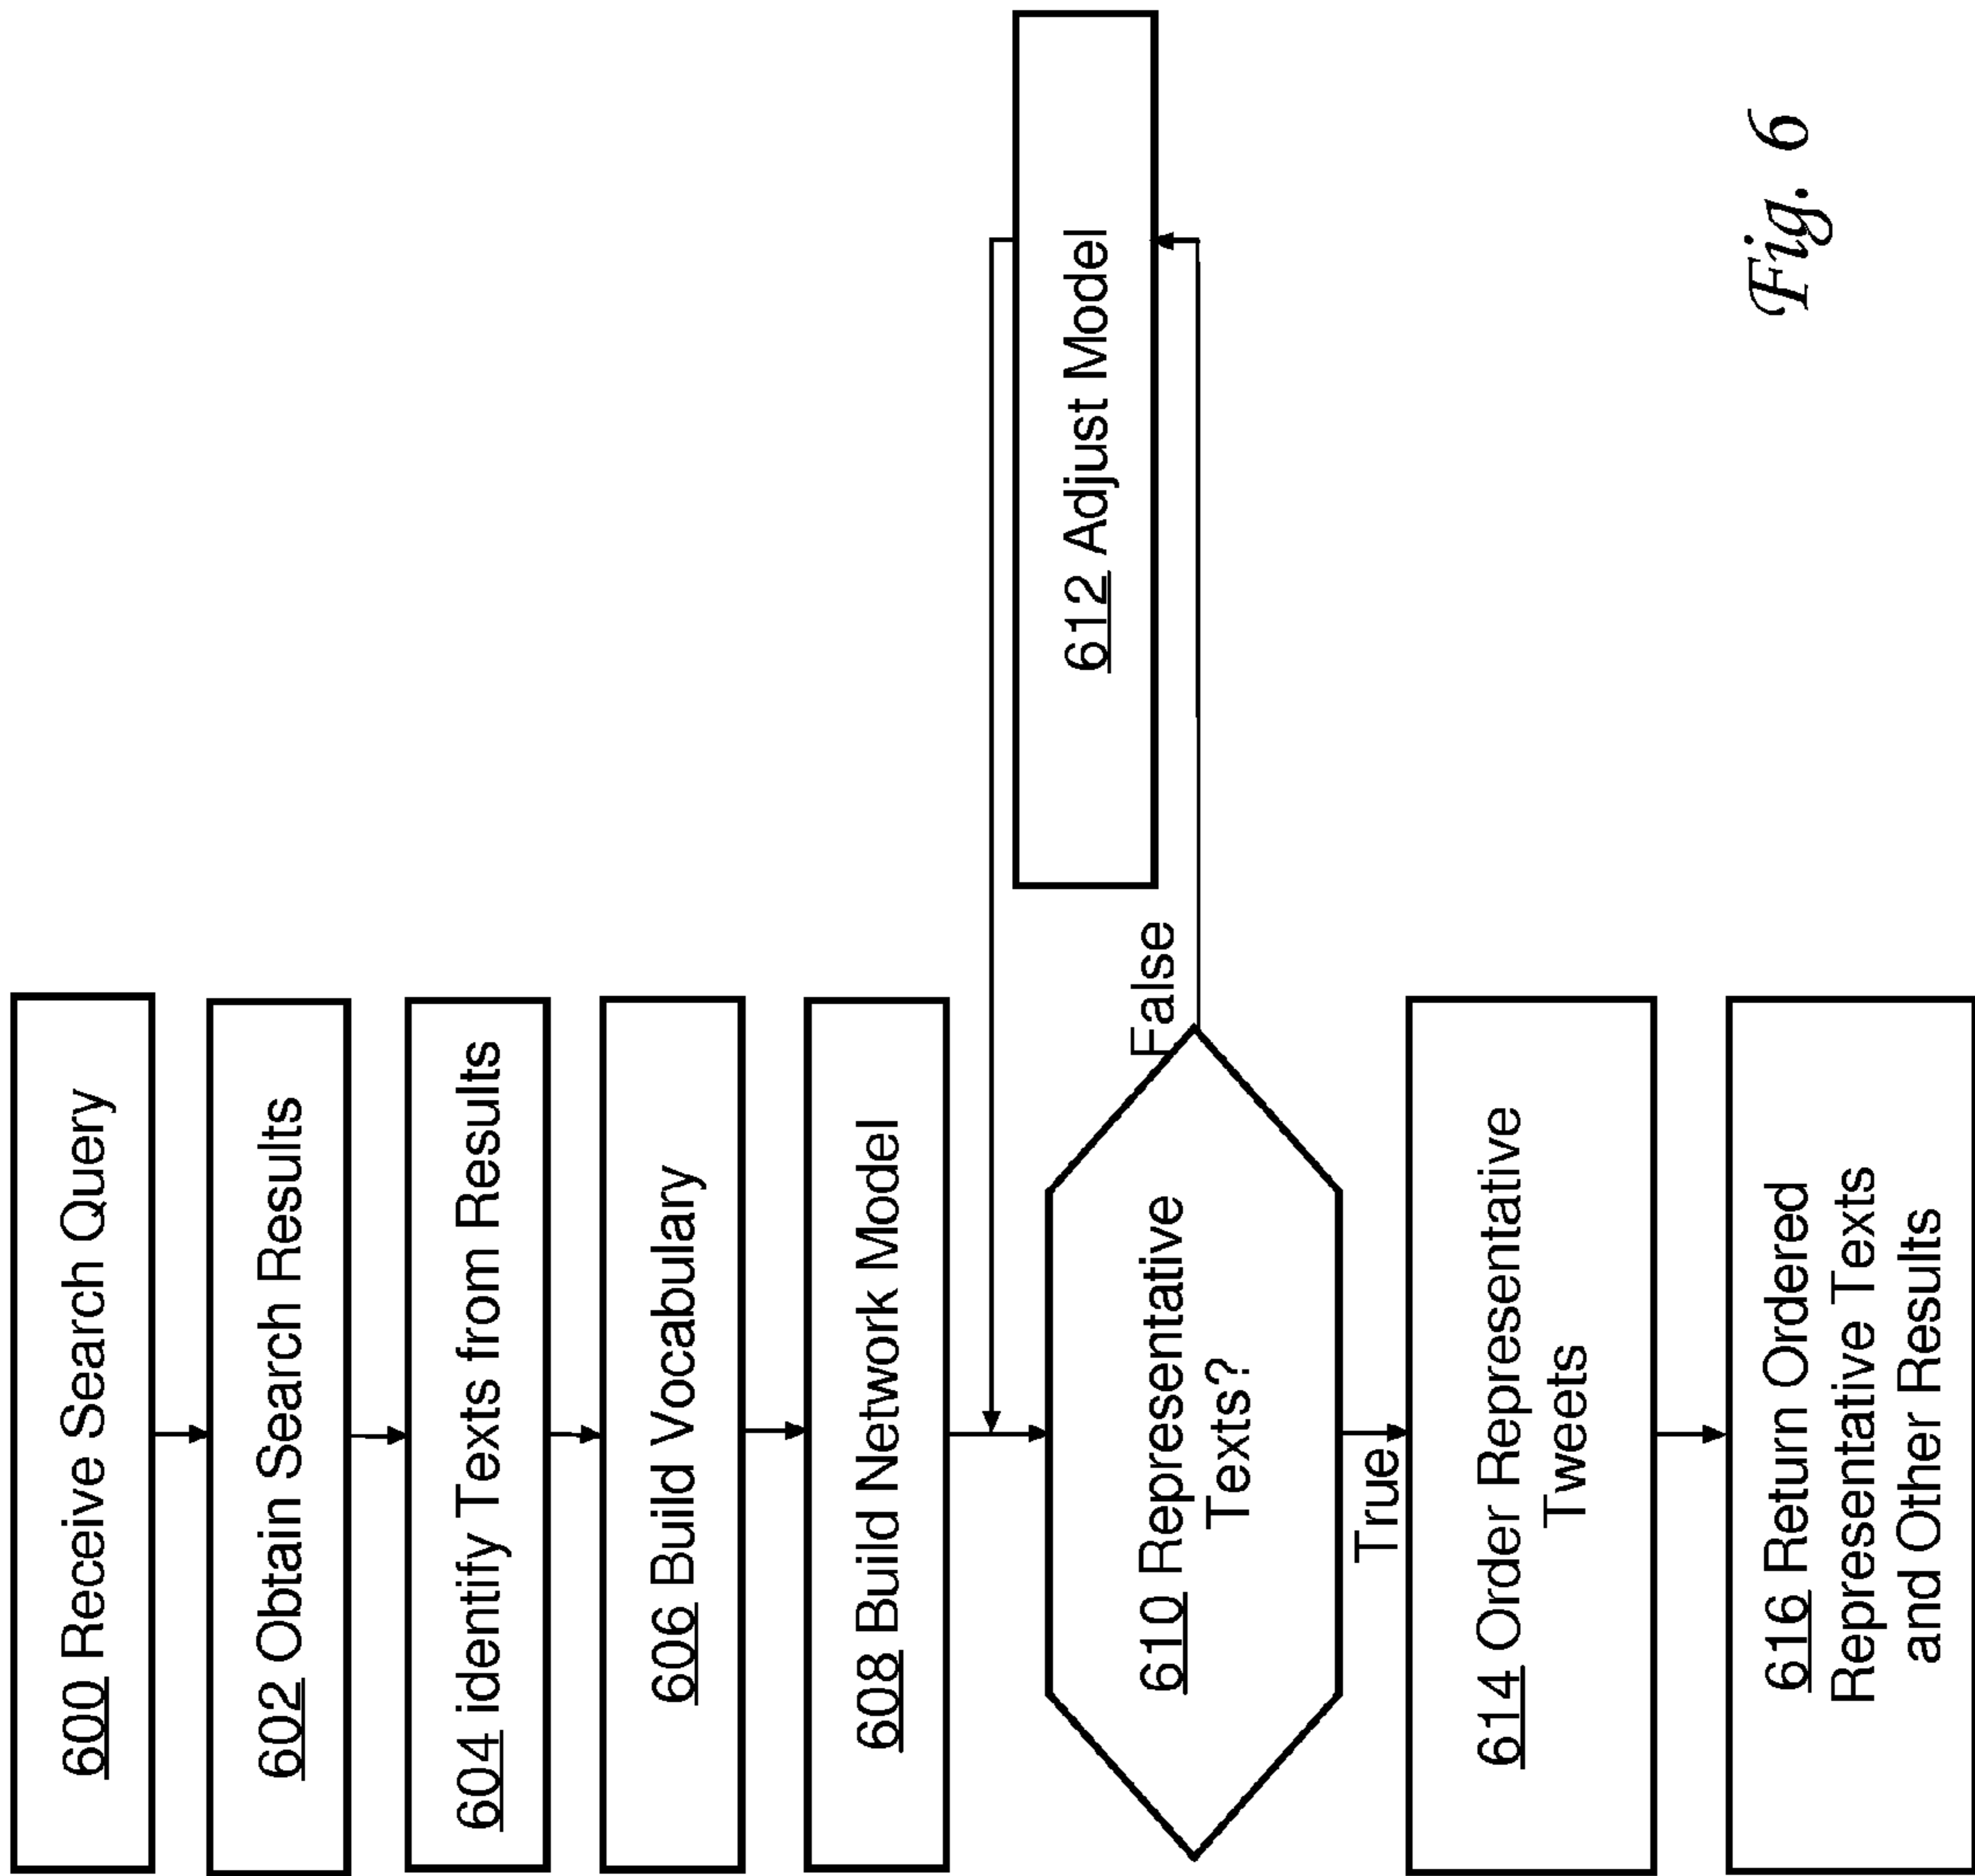 600 Receive Search Query
602 Obtain Search Results
604 identify Texts from Results
606 Build Vocabulary
608 Build Network Model
610 Representative
Texts?
False
612 Adjust Model
True
614 Order Representative
Tweets
616 Return Ordered
Representative Texts
and Other Results
Fig. 6